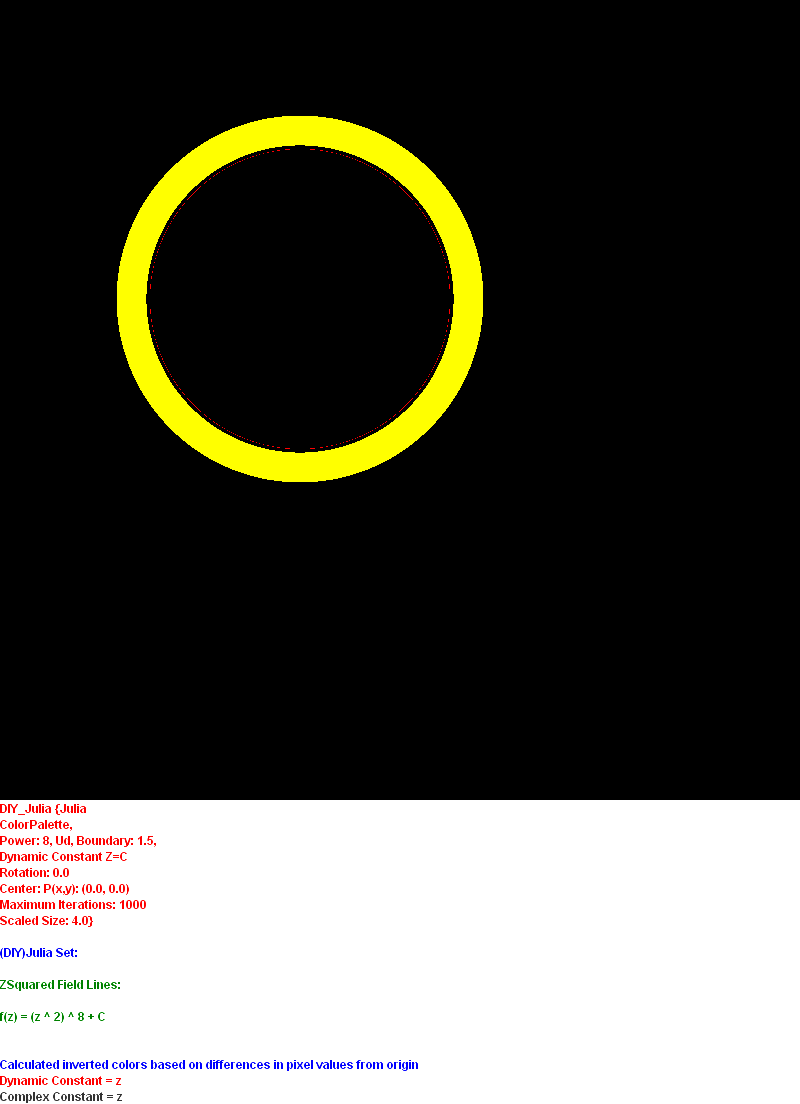 DIY_Julia {Julia
ColorPalette,
Power: 8, Ud, Boundary: 1.5,
Dynamic Constant Z=C
Rotation: 0.0
Center: P(x,y): (0.0, 0.0)
Maximum Iterations: 1000
Scaled Size: 4.0}
(DIY)Julia Set:
ZSquared Field Lines:
f(z) = (z ^ 2) ^ 8 + C
Calculated inverted colors based on differences in pixel values from origin
Dynamic Constant = z
Complex Constant = z